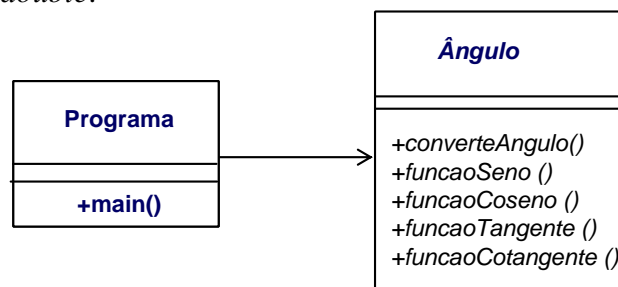 Programa
+main()
Ângulo
+converteAngulo()
+funcaoSeno ()
+funcaoCoseno ()
+funcaoTangente ()
+funcaoCotangente ()